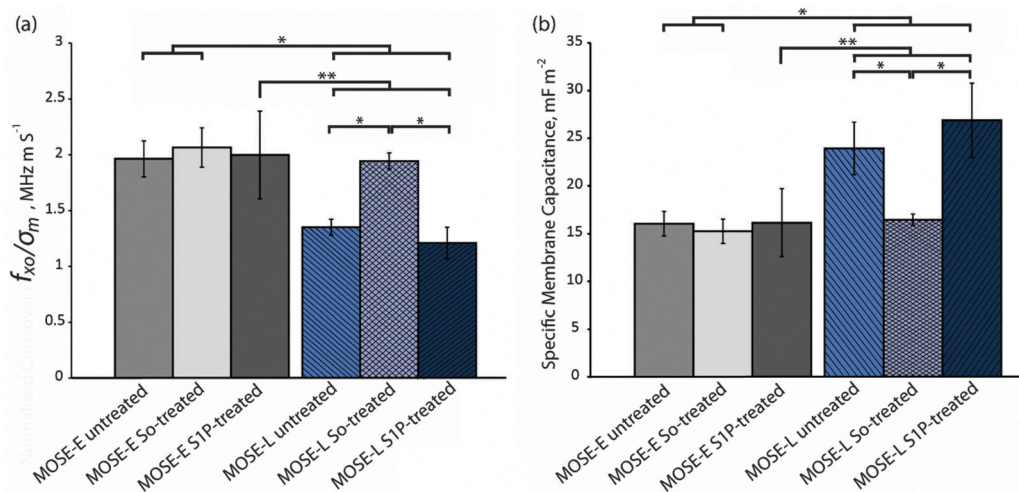 (a)
*
**
*
*
3
2.5
2
1.5
1
0.5
0
fxo/σm , MHz m S⁻¹
Normalized Crossover
MOSE-E untreated
MOSE-E So-treated
MOSE-E S1P-treated
MOSE-L untreated
MOSE-L So-treated
MOSE-L S1P-treated
(b)
*
**
*
*
35
30
25
20
15
10
5
0
Specific Membrane Capacitance, mF m⁻²
MOSE-E untreated
MOSE-E So-treated
MOSE-E S1P-treated
MOSE-L untreated
MOSE-L So-treated
MOSE-L S1P-treated